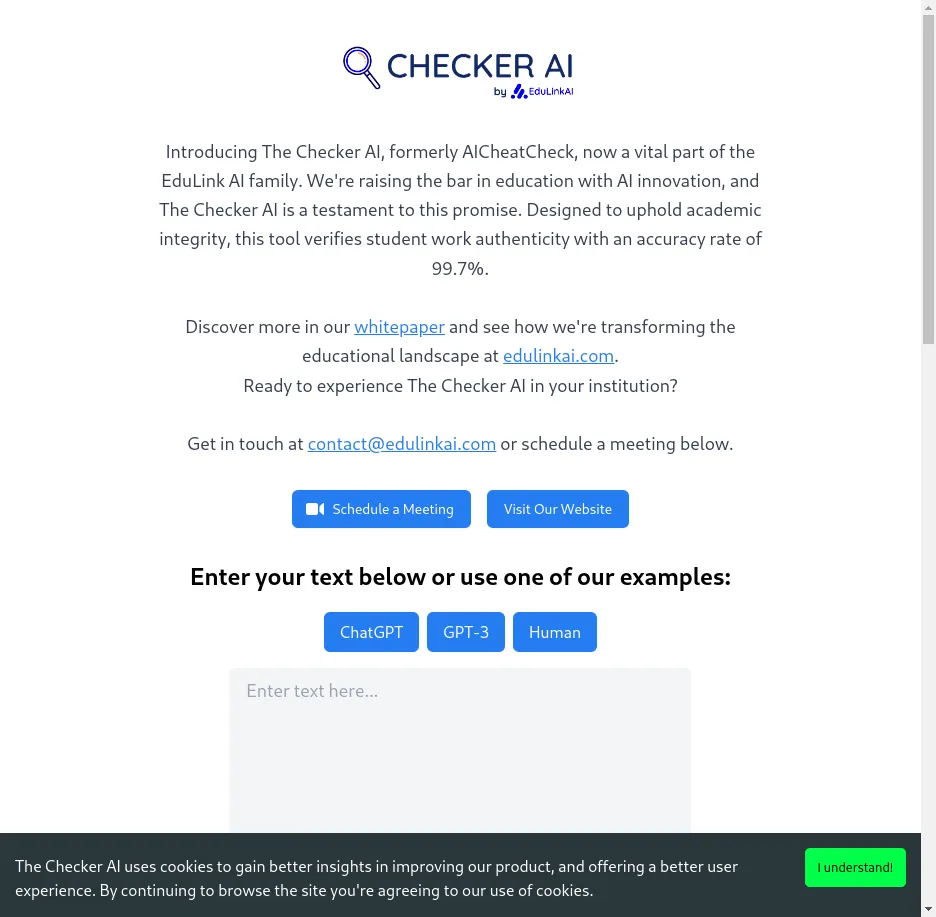 CHECKER AI
by EduLinkAI
Introducing The Checker AI, formerly AICheatCheck, now a vital part of the
EduLink AI family. We're raising the bar in education with AI innovation, and
The Checker AI is a testament to this promise. Designed to uphold academic
integrity, this tool verifies student work authenticity with an accuracy rate of
99.7%.
Discover more in our whitepaper and see how we're transforming the
educational landscape at edulinkai.com.
Ready to experience The Checker AI in your institution?
Get in touch at contact@edulinkai.com or schedule a meeting below.
Schedule a Meeting Visit Our Website
Enter your text below or use one of our examples:
ChatGPT GPT-3 Human
Enter text here...
The Checker AI uses cookies to gain better insights in improving our product, and offering a better user
experience. By continuing to browse the site you're agreeing to our use of cookies.
I understand!